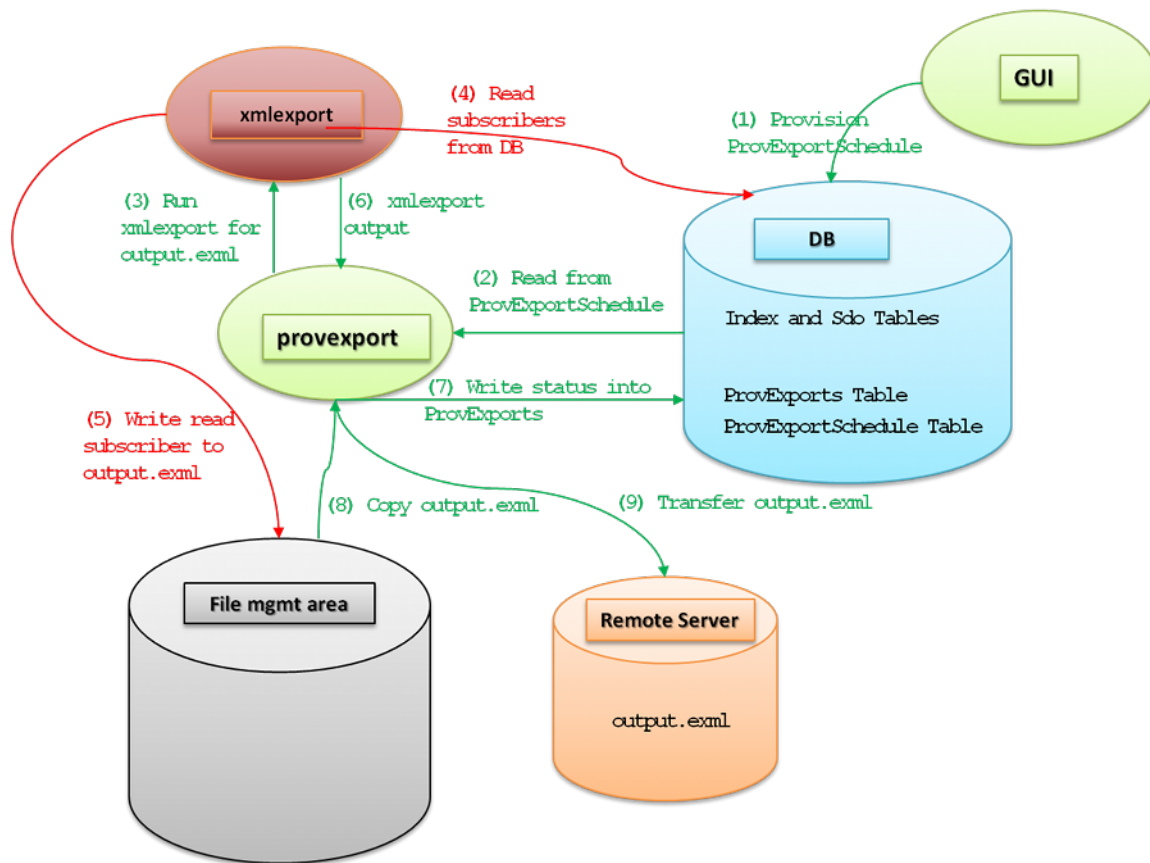 GUI
xmlexport
(4) Read
subscribers
from DB
(1) Provision
ProvExportSchedule
(3) Run
xmlexport for
output.exml
(6) xmlexport
output
DB
(2) Read from
ProvExportSchedule
Index and Sdo Tables
provexport
(7) Write status into
ProvExports
ProvExports Table
ProvExportSchedule Table
(5) Write read
subscriber to
output.exml
(8) Copy output.exml
(9) Transfer output.exml
File mgmt area
Remote Server
output.exml